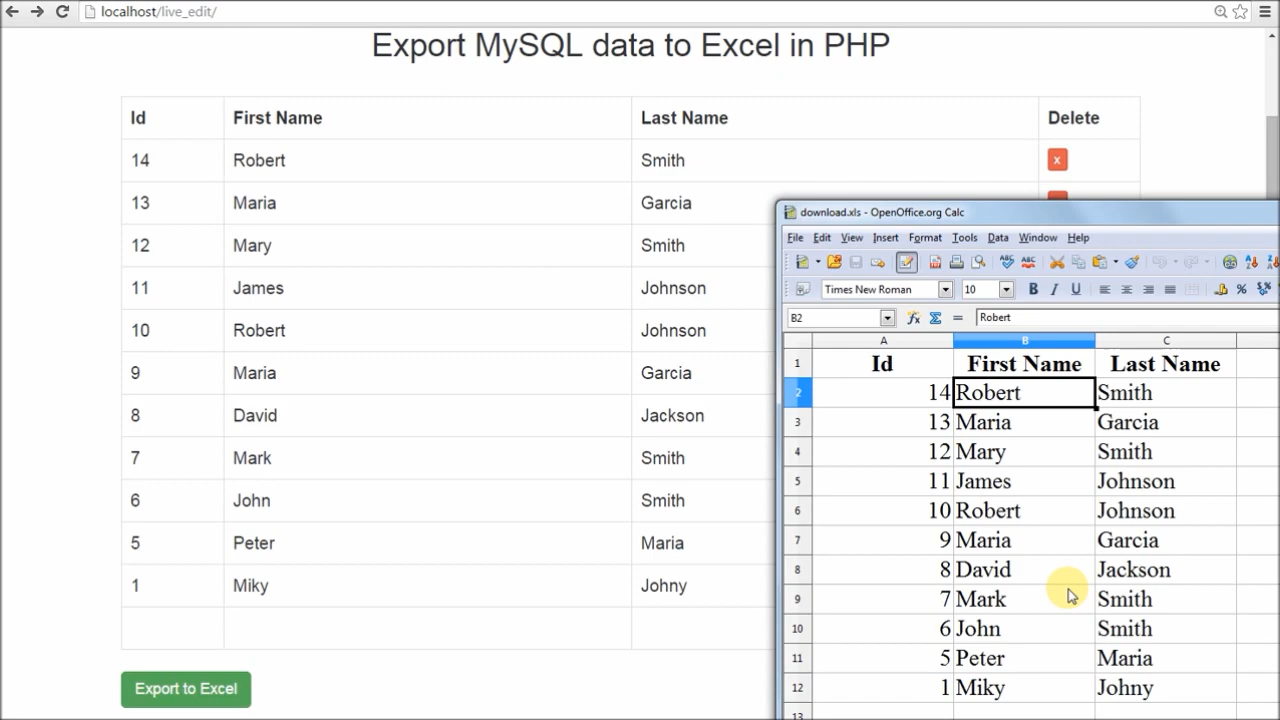 localhost/live_edit/
Export MySQL data to Excel in PHP
Id First Name Last Name Delete
14 Robert Smith x
13 Maria Garcia
12 Mary Smith
11 James Johnson
10 Robert Johnson
9 Maria Garcia
8 David Jackson
7 Mark Smith
6 John Smith
5 Peter Maria
1 Miky Johny
Export to Excel
download.xls - OpenOffice.org Calc
File Edit View Insert Format Tools Data Window Help
Times New Roman 10 B I U %
B2 Σ = Robert
A B C
1 Id First Name Last Name
2 14 Robert Smith
3 13 Maria Garcia
4 12 Mary Smith
5 11 James Johnson
6 10 Robert Johnson
7 9 Maria Garcia
8 8 David Jackson
9 7 Mark Smith
10 6 John Smith
11 5 Peter Maria
12 1 Miky Johny
13